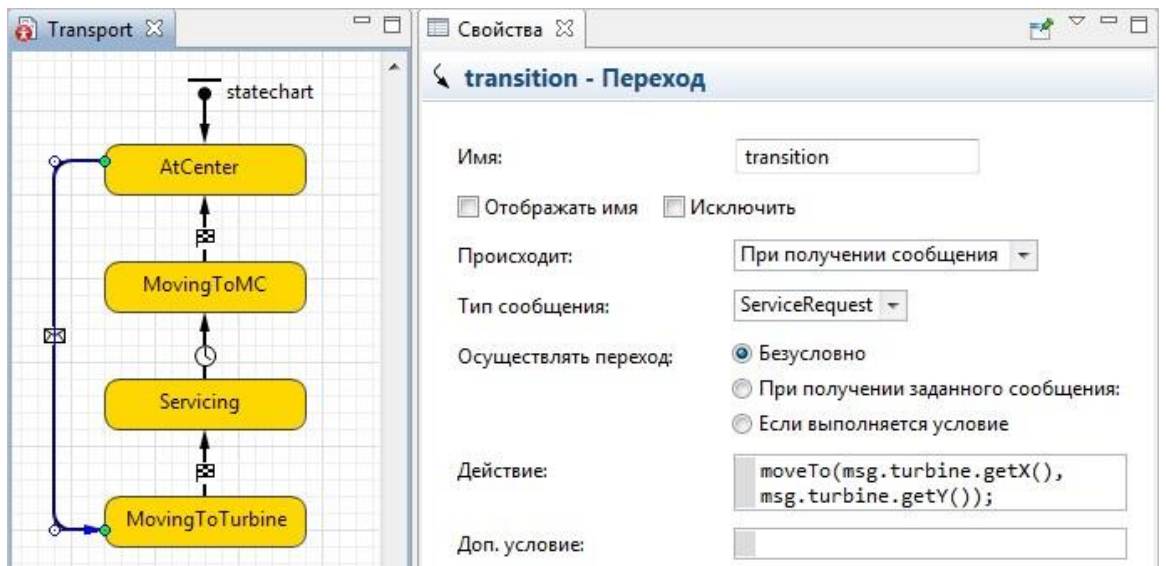 Transport
statechart
AtCenter
MovingToMC
Servicing
MovingToTurbine
Свойства
transition - Переход
Имя: transition
Отображать имя Исключить
Происходит: При получении сообщения
Тип сообщения: ServiceRequest
Осуществлять переход: Безусловно
При получении заданного сообщения:
Если выполняется условие
Действие: moveTo(msg.turbine.getX(),
msg.turbine.getY());
Доп. условие: